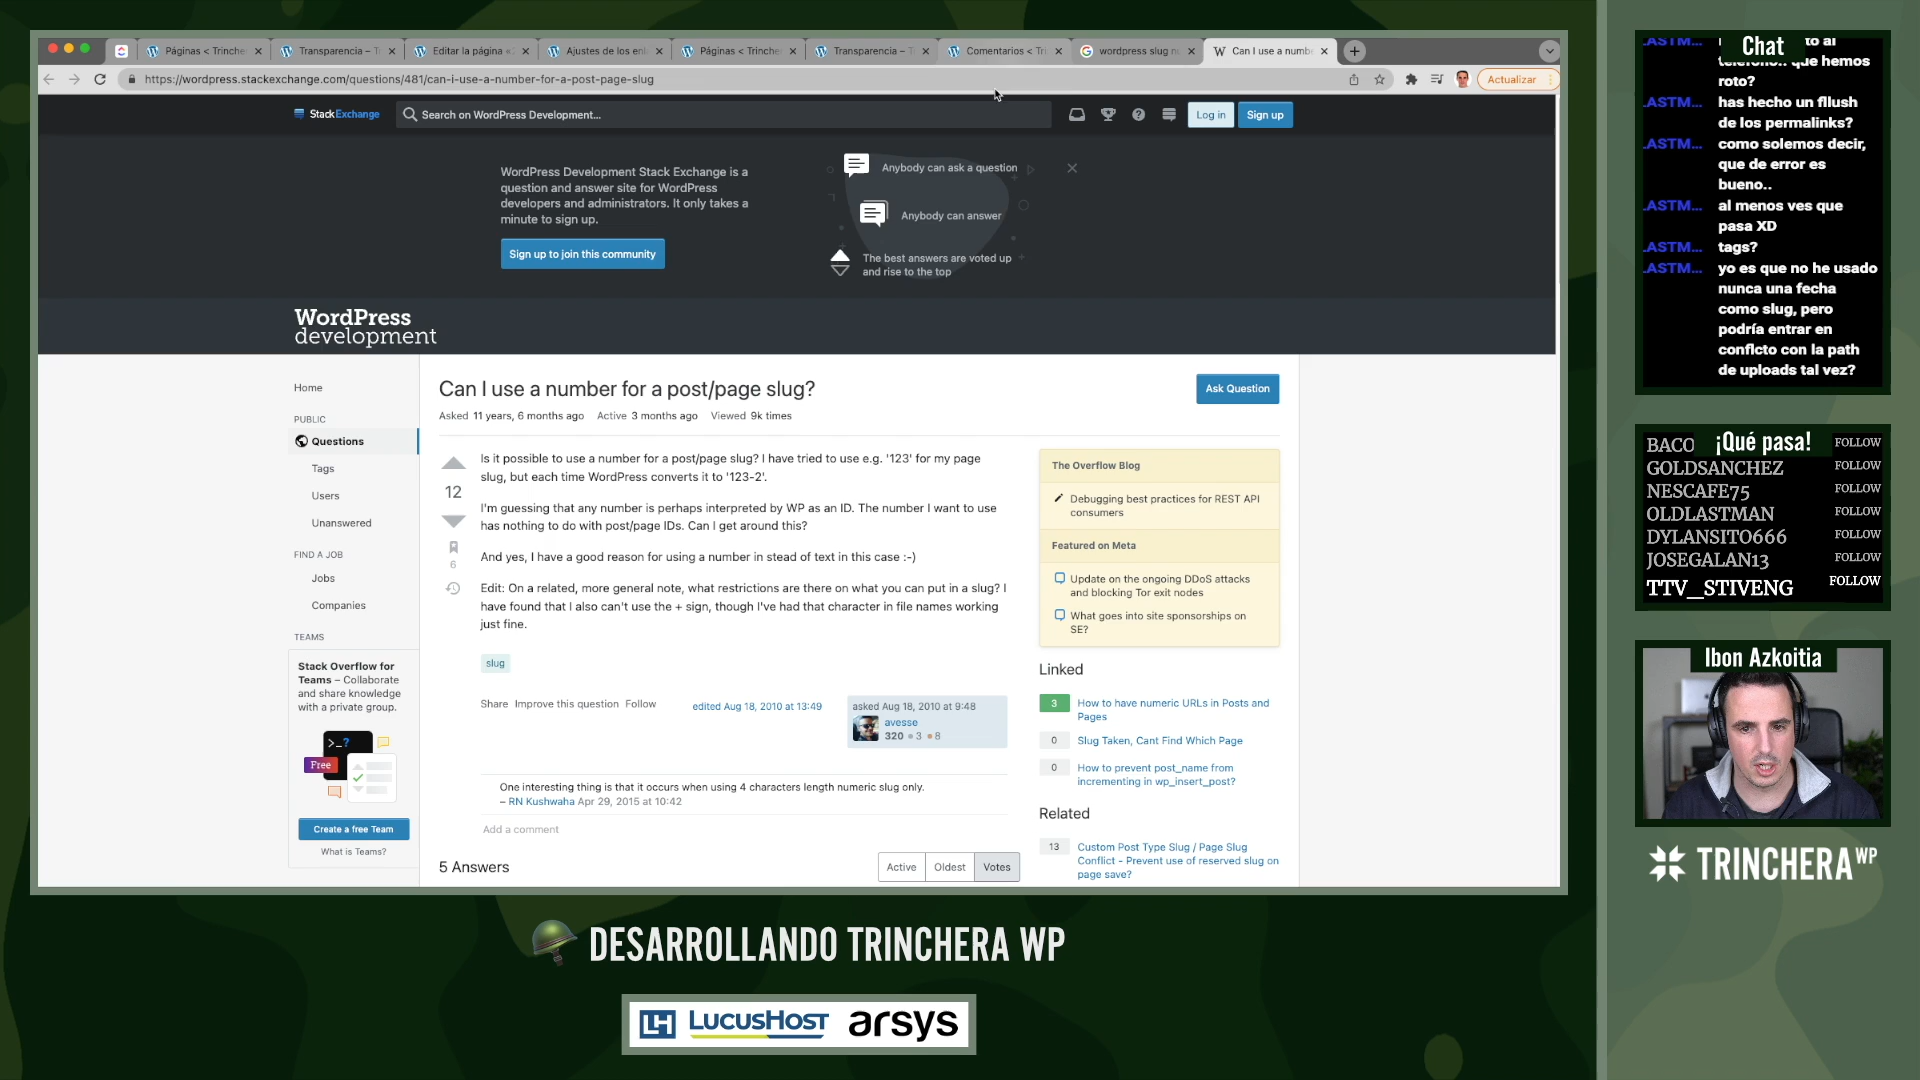 Páginas < Trinche
Transparencia – T
Editar la página «
Ajustes de los enl
Páginas < Trinche
Transparencia – T
Comentarios < Tri
wordpress slug n
Can I use a numb
https://wordpress.stackexchange.com/questions/481/can-i-use-a-number-for-a-post-page-slug
Actualizar
StackExchange
Search on WordPress Development...
Log in
Sign up
WordPress Development Stack Exchange is a
question and answer site for WordPress
developers and administrators. It only takes a
minute to sign up.
Sign up to join this community
Anybody can ask a question
Anybody can answer
The best answers are voted up
and rise to the top
WordPress
development
Home
PUBLIC
Questions
Tags
Users
Unanswered
FIND A JOB
Jobs
Companies
TEAMS
Stack Overflow for
Teams – Collaborate
and share knowledge
with a private group.
>_?
Free
Create a free Team
What is Teams?
Can I use a number for a post/page slug?
Ask Question
Asked 11 years, 6 months ago Active 3 months ago Viewed 9k times
12
6
Is it possible to use a number for a post/page slug? I have tried to use e.g. '123' for my page
slug, but each time WordPress converts it to '123-2'.
I'm guessing that any number is perhaps interpreted by WP as an ID. The number I want to use
has nothing to do with post/page IDs. Can I get around this?
And yes, I have a good reason for using a number in stead of text in this case :-)
Edit: On a related, more general note, what restrictions are there on what you can put in a slug? I
have found that I also can't use the + sign, though I've had that character in file names working
just fine.
slug
Share Improve this question Follow
edited Aug 18, 2010 at 13:49
asked Aug 18, 2010 at 9:48
avesse
320 3 8
One interesting thing is that it occurs when using 4 characters length numeric slug only.
– RN Kushwaha Apr 29, 2015 at 10:42
Add a comment
5 Answers
Active
Oldest
Votes
The Overflow Blog
Debugging best practices for REST API
consumers
Featured on Meta
Update on the ongoing DDoS attacks
and blocking Tor exit nodes
What goes into site sponsorships on
SE?
Linked
3 How to have numeric URLs in Posts and
Pages
0 Slug Taken, Cant Find Which Page
0 How to prevent post_name from
incrementing in wp_insert_post?
Related
13 Custom Post Type Slug / Page Slug
Conflict - Prevent use of reserved slug on
page save?
Chat
to al
que hemos
roto?
has hecho un fllush
de los permalinks?
como solemos decir,
que de error es
bueno..
al menos ves que
pasa XD
tags?
yo es que no he usado
nunca una fecha
como slug, pero
podría entrar en
conficto con la path
de uploads tal vez?
¡Qué pasa!
BACO FOLLOW
GOLDSANCHEZ FOLLOW
NESCAFE75 FOLLOW
OLDLASTMAN FOLLOW
DYLANSITO666 FOLLOW
JOSEGALAN13 FOLLOW
TTV_STIVENG FOLLOW
Ibon Azkoitia
TRINCHERA WP
DESARROLLANDO TRINCHERA WP
LH LUCUSHOST arsys